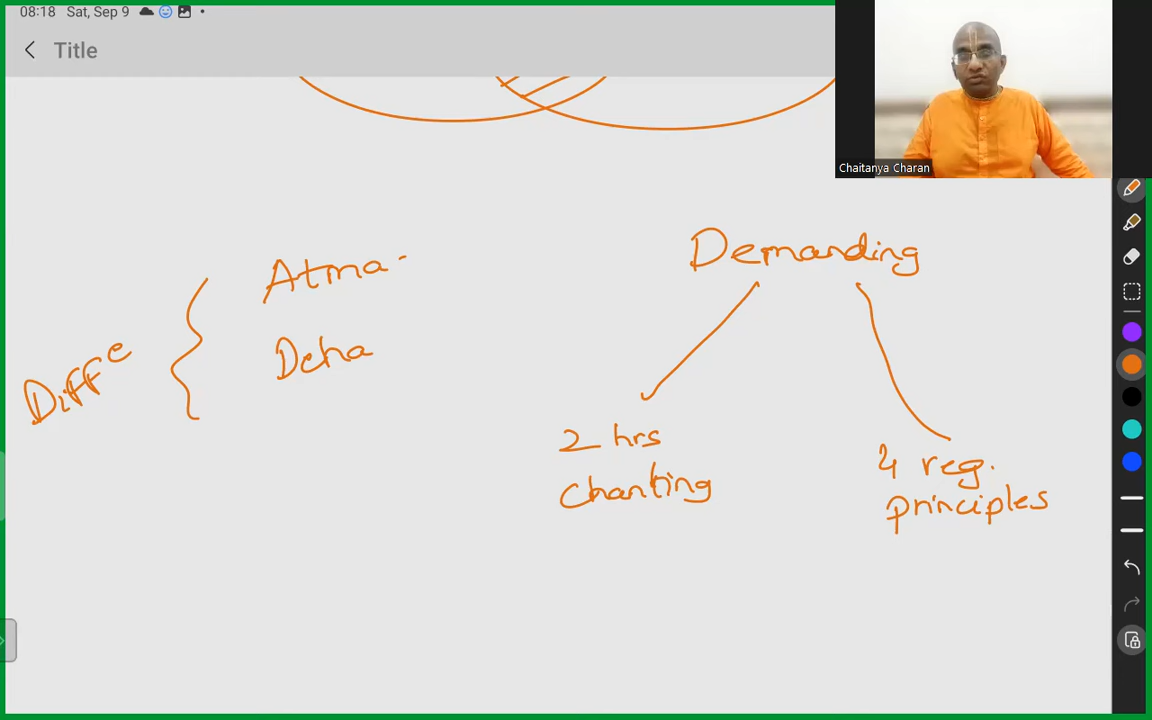 08:18 Sat, Sep 9
Title
Chaitanya Charan
Demanding
Atma
Deha
Diffe
2 hrs
chanting
4 reg.
principles